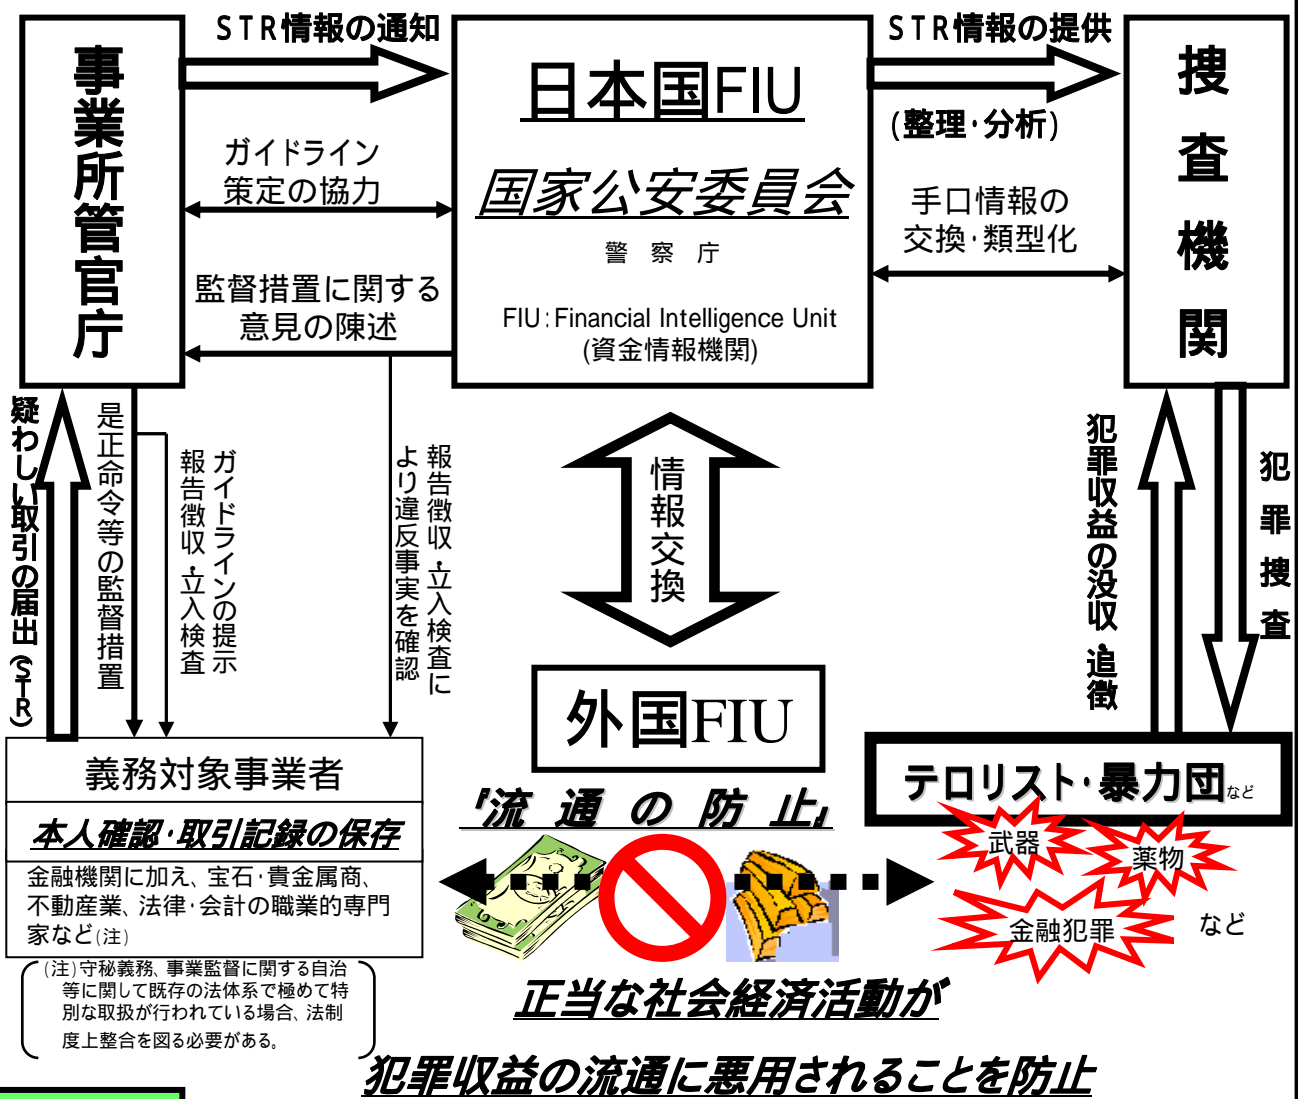 STR情報の通知
STR情報の提供
事業所管官庁
日本国FIU
国家公安委員会
警察庁
FIU：Financial Intelligence Unit
(資金情報機関)
捜査機関
(整理・分析)
ガイドライン
策定の協力
手口情報の
交換・類型化
監督措置に関する
意見の陳述
疑わしい取引の届出(STR)
是正命令等の監督措置
ガイドラインの提示
報告徴収・立入検査
報告徴収・立入検査に
より違反事実を確認
情報交換
犯罪収益の没収・追徴
犯罪捜査
外国FIU
義務対象事業者
本人確認・取引記録の保存
金融機関に加え、宝石・貴金属商、
不動産業、法律・会計の職業的専門
家など(注)
(注)守秘義務、事業監督に関する自治
等に関して既存の法体系で極めて特
別な取扱が行われている場合、法制
度上整合を図る必要がある。
『流通の防止』
テロリスト・暴力団など
武器
薬物
金融犯罪
など
正当な社会経済活動が
犯罪収益の流通に悪用されることを防止